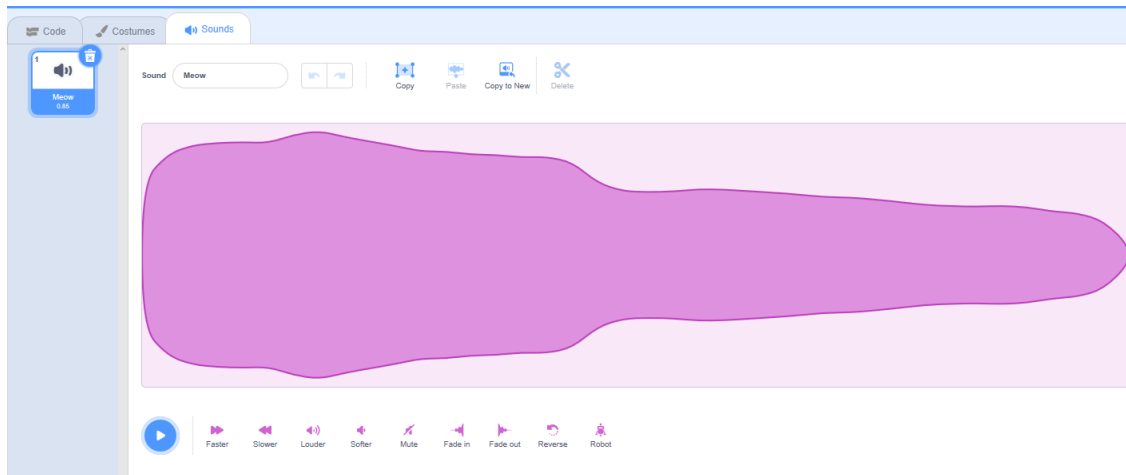 Code Costumes Sounds
1
Meow
0.85
Sound Meow
Copy Paste Copy to New Delete
Faster Slower Louder Softer Mute Fade in Fade out Reverse Robot